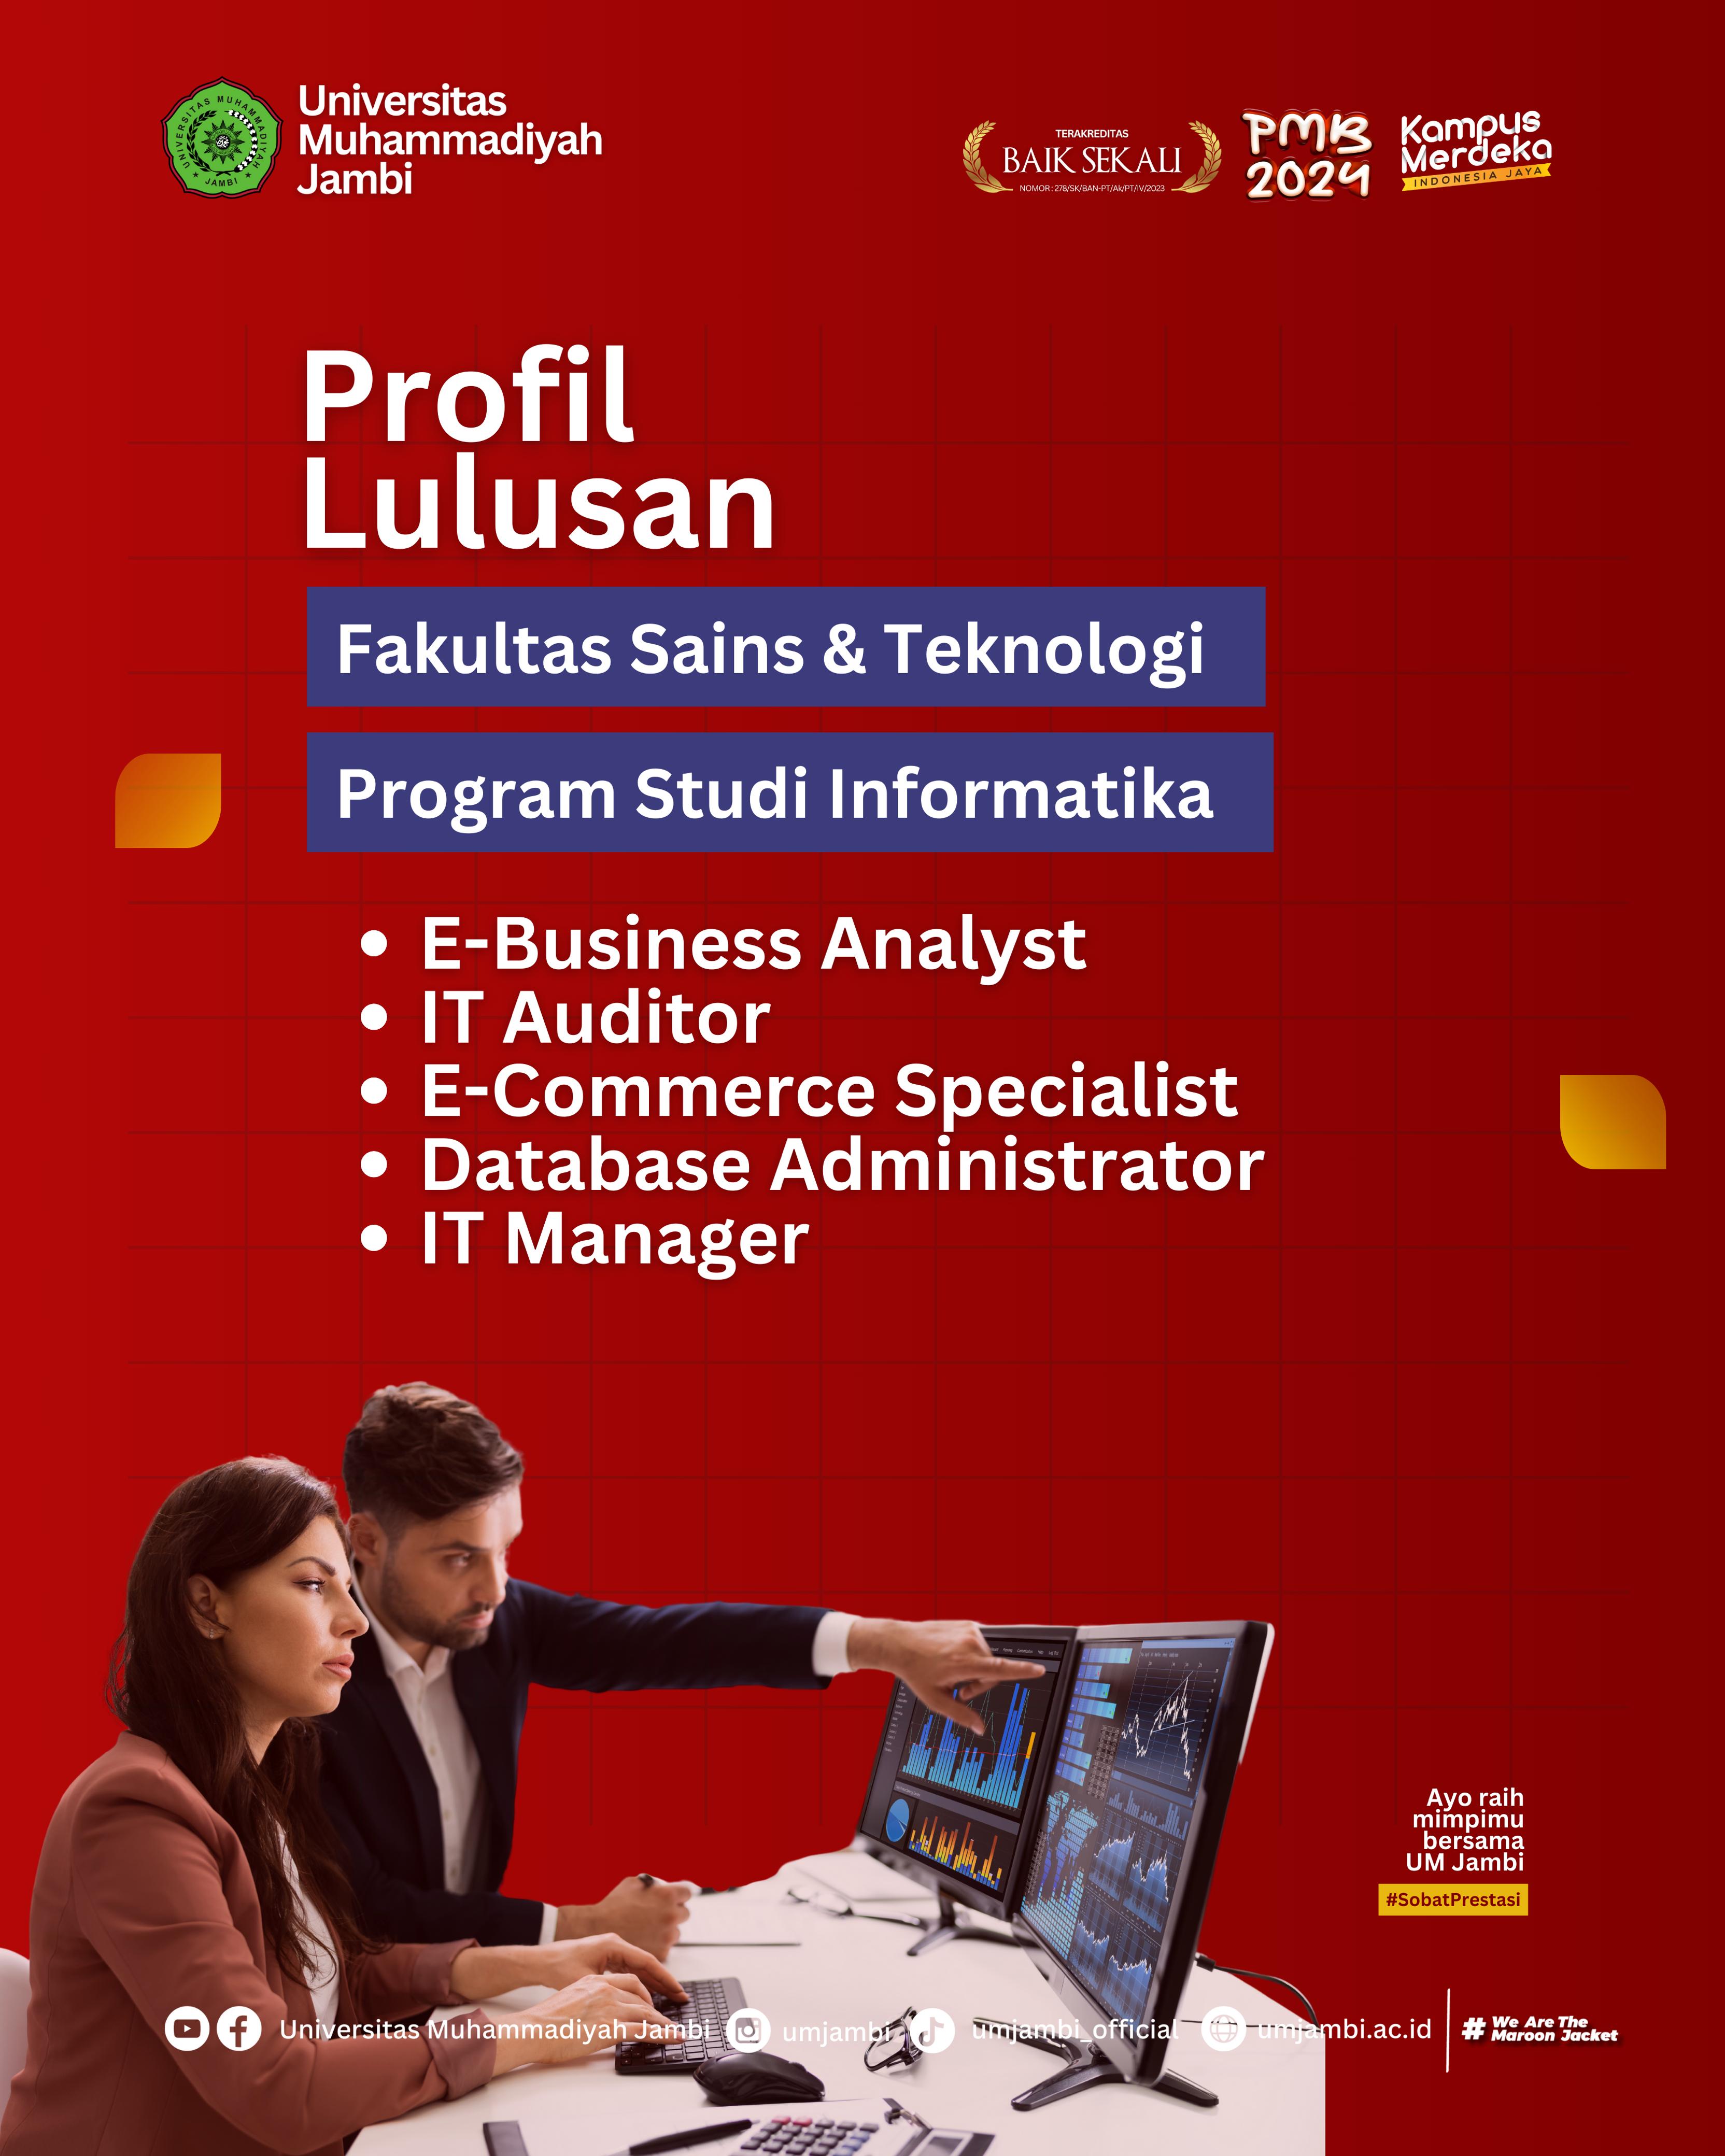 Universitas
Muhammadiyah
Jambi
UNIVERSITAS MUHAMMADIYAH
JAMBI
TERAKREDITAS
BAIK SEKALI
NOMOR : 278/SK/BAN-PT/Ak/PT/IV/2023
PMB
2024
Kampus
Merdeka
INDONESIA JAYA
Profil
Lulusan
Fakultas Sains & Teknologi
Program Studi Informatika
• E-Business Analyst
• IT Auditor
• E-Commerce Specialist
• Database Administrator
• IT Manager
Ayo raih
mimpimu
bersama
UM Jambi
#SobatPrestasi
Universitas Muhammadiyah Jambi
umjambi
umjambi_official
umjambi.ac.id
# We Are The
Maroon Jacket